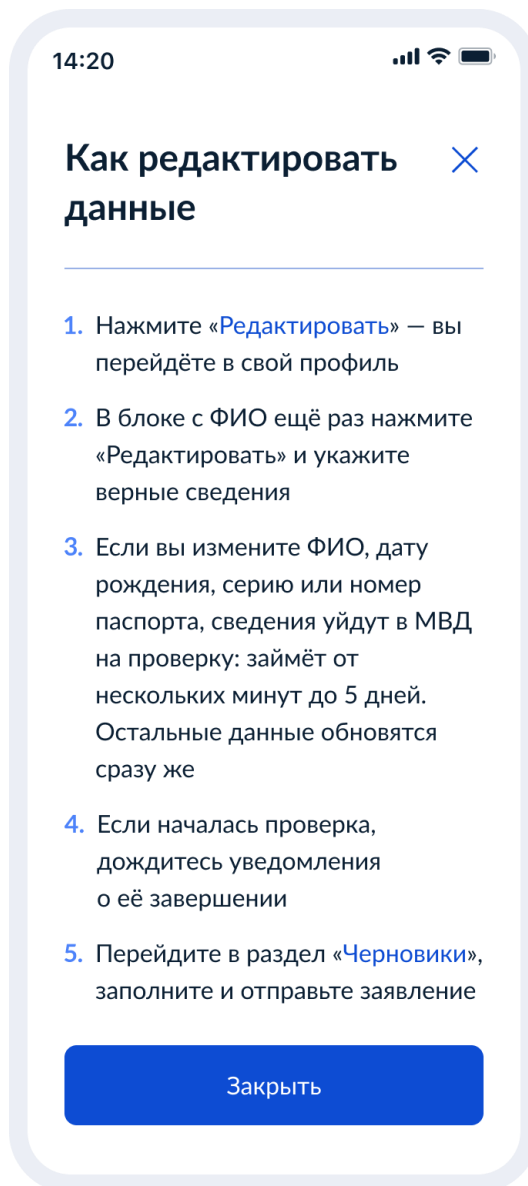 14:20
Как редактировать
данные
1. Нажмите «Редактировать» — вы
перейдёте в свой профиль
2. В блоке с ФИО ещё раз нажмите
«Редактировать» и укажите
верные сведения
3. Если вы измените ФИО, дату
рождения, серию или номер
паспорта, сведения уйдут в МВД
на проверку: займёт от
нескольких минут до 5 дней.
Остальные данные обновятся
сразу же
4. Если началась проверка,
дождитесь уведомления
о её завершении
5. Перейдите в раздел «Черновики»,
заполните и отправьте заявление
Закрыть